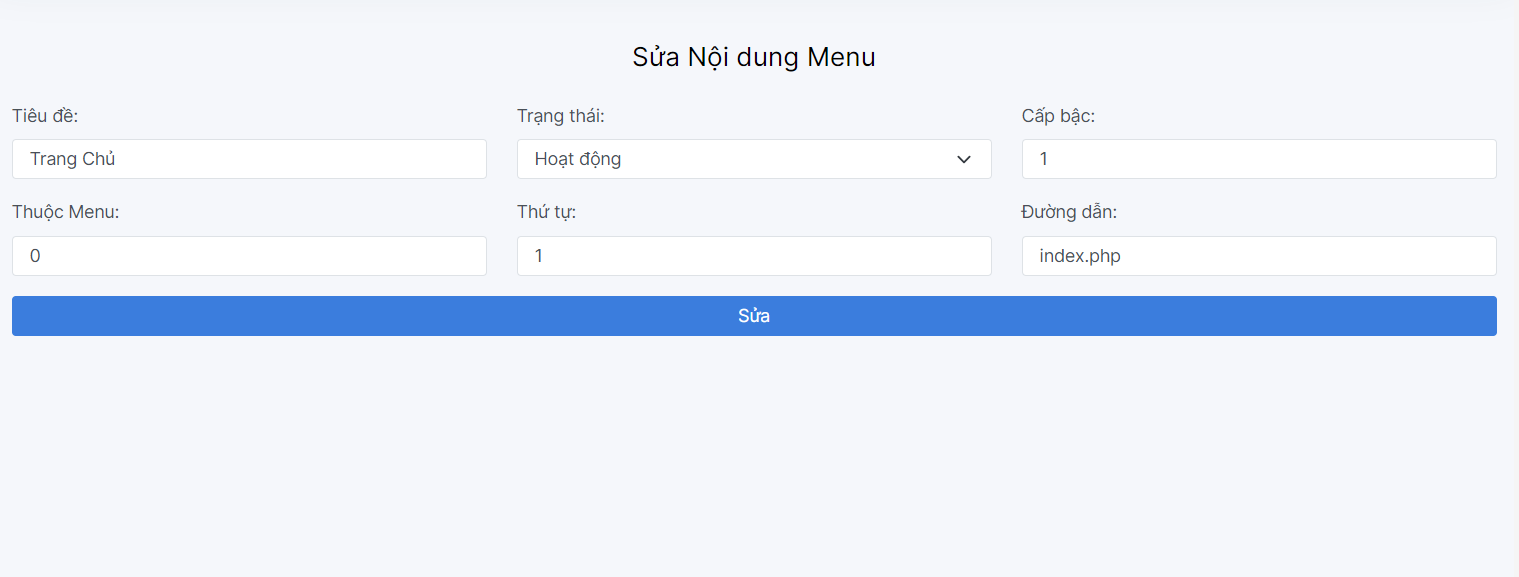 Sửa Nội dung Menu
Tiêu đề: Trạng thái: Cấp bậc:
Trang Chủ Hoạt động 1
Thuộc Menu: Thứ tự: Đường dẫn:
0 1 index.php
Sửa